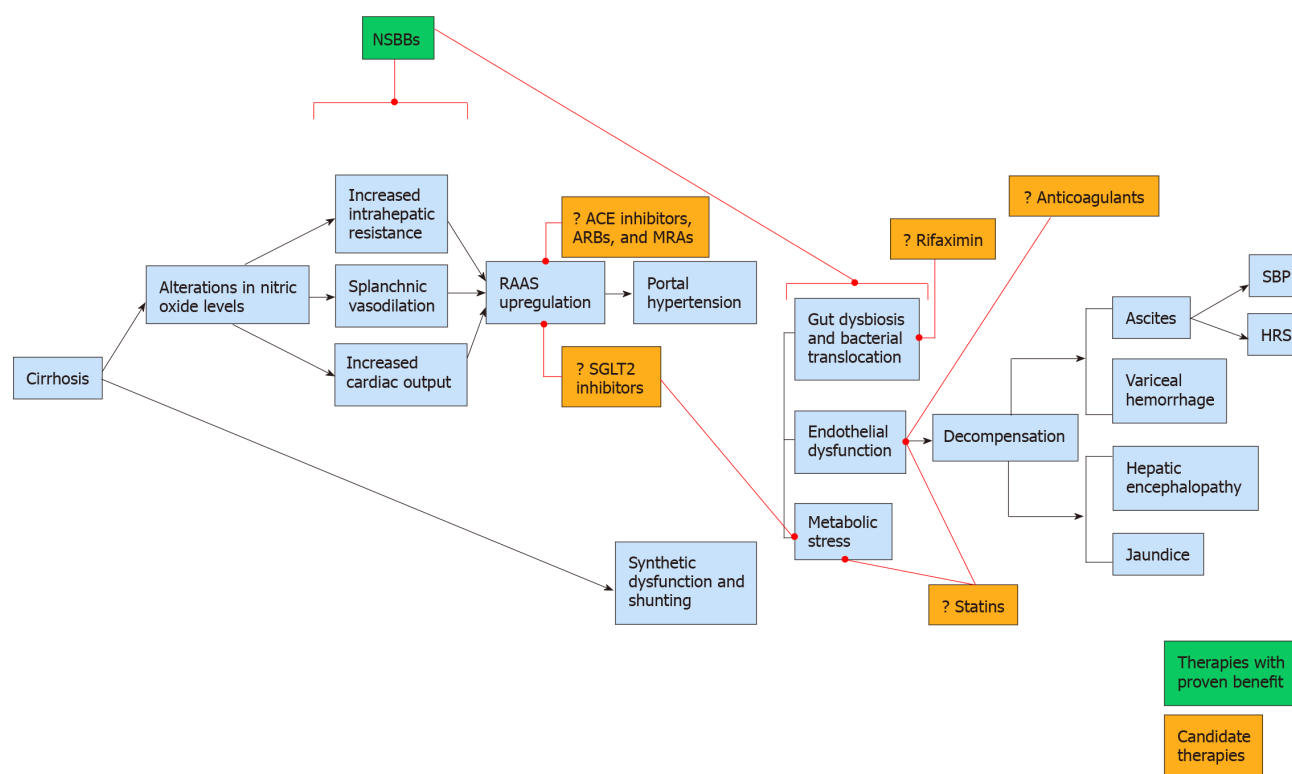 NSBBs
? Anticoagulants
Increased
intrahepatic
resistance
? ACE inhibitors,
ARBs, and MRAs
? Rifaximin
Alterations in nitric
oxide levels
Splanchnic
vasodilation
RAAS
upregulation
Portal
hypertension
SBP
Gut dysbiosis
and bacterial
translocation
Ascites
HRS
Cirrhosis
Increased
cardiac output
? SGLT2
inhibitors
Variceal
hemorrhage
Endothelial
dysfunction
Decompensation
Hepatic
encephalopathy
Metabolic
stress
Jaundice
Synthetic
dysfunction and
shunting
? Statins
Therapies with
proven benefit
Candidate
therapies